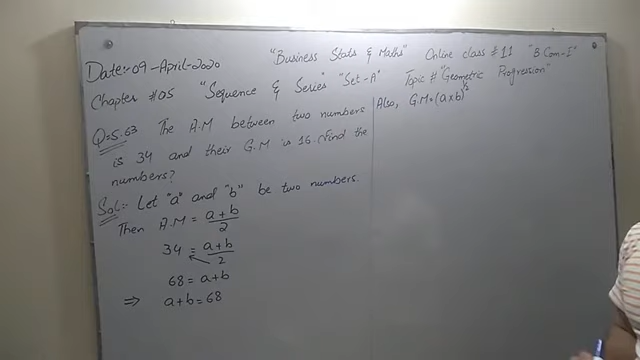 Date:- 09-April-2020
"Business Stats & Maths" Online class #11 "B.Com-I"
Chapter #05 "Sequence & Series" "Set-A" Topic # "Geometric Progression"
Q=5.63 The A.M between two numbers
is 34 and their G.M is 16. Find the
numbers?
Sol:- Let "a" and "b" be two numbers.
Then A.M = a+b/2
34 = a+b/2
68 = a+b
⇒ a+b=68
Also, G.M=(a×b)^1/2